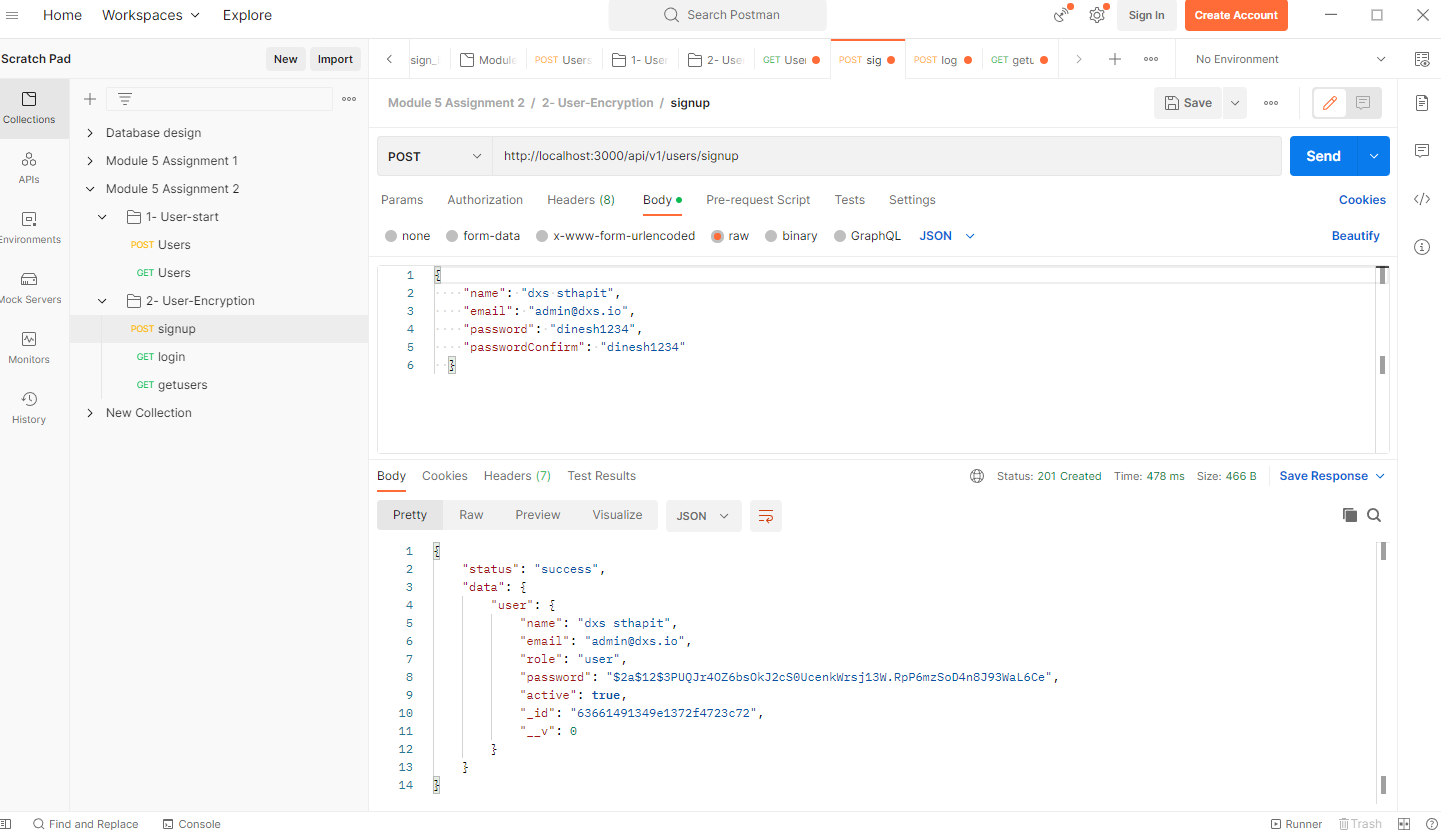 Home Workspaces Explore Search Postman Sign In Create Account
Scratch Pad New Import
sign_ Module POST Users 1- User 2- User GET User POST sig POST log GET getu No Environment
Collections
APIs
Environments
Mock Servers
Monitors
History
Database design
Module 5 Assignment 1
Module 5 Assignment 2
1- User-start
POST Users
GET Users
2- User-Encryption
POST signup
GET login
GET getusers
New Collection
Module 5 Assignment 2 / 2- User-Encryption / signup Save
POST http://localhost:3000/api/v1/users/signup Send
Params Authorization Headers (8) Body Pre-request Script Tests Settings Cookies
none form-data x-www-form-urlencoded raw binary GraphQL JSON Beautify
1 {
2 "name": "dxs sthapit",
3 "email": "admin@dxs.io",
4 "password": "dinesh1234",
5 "passwordConfirm": "dinesh1234"
6 }
Body Cookies Headers (7) Test Results Status: 201 Created Time: 478 ms Size: 466 B Save Response
Pretty Raw Preview Visualize JSON
1 {
2 "status": "success",
3 "data": {
4 "user": {
5 "name": "dxs sthapit",
6 "email": "admin@dxs.io",
7 "role": "user",
8 "password": "$2a$12$3PUQJr4OZ6bsOkJ2cS0UcenkWrsj13W.RpP6mzSoD4n8J93WaL6Ce",
9 "active": true,
10 "_id": "63661491349e1372f4723c72",
11 "__v": 0
12 }
13 }
14 }
Find and Replace Console Runner Trash